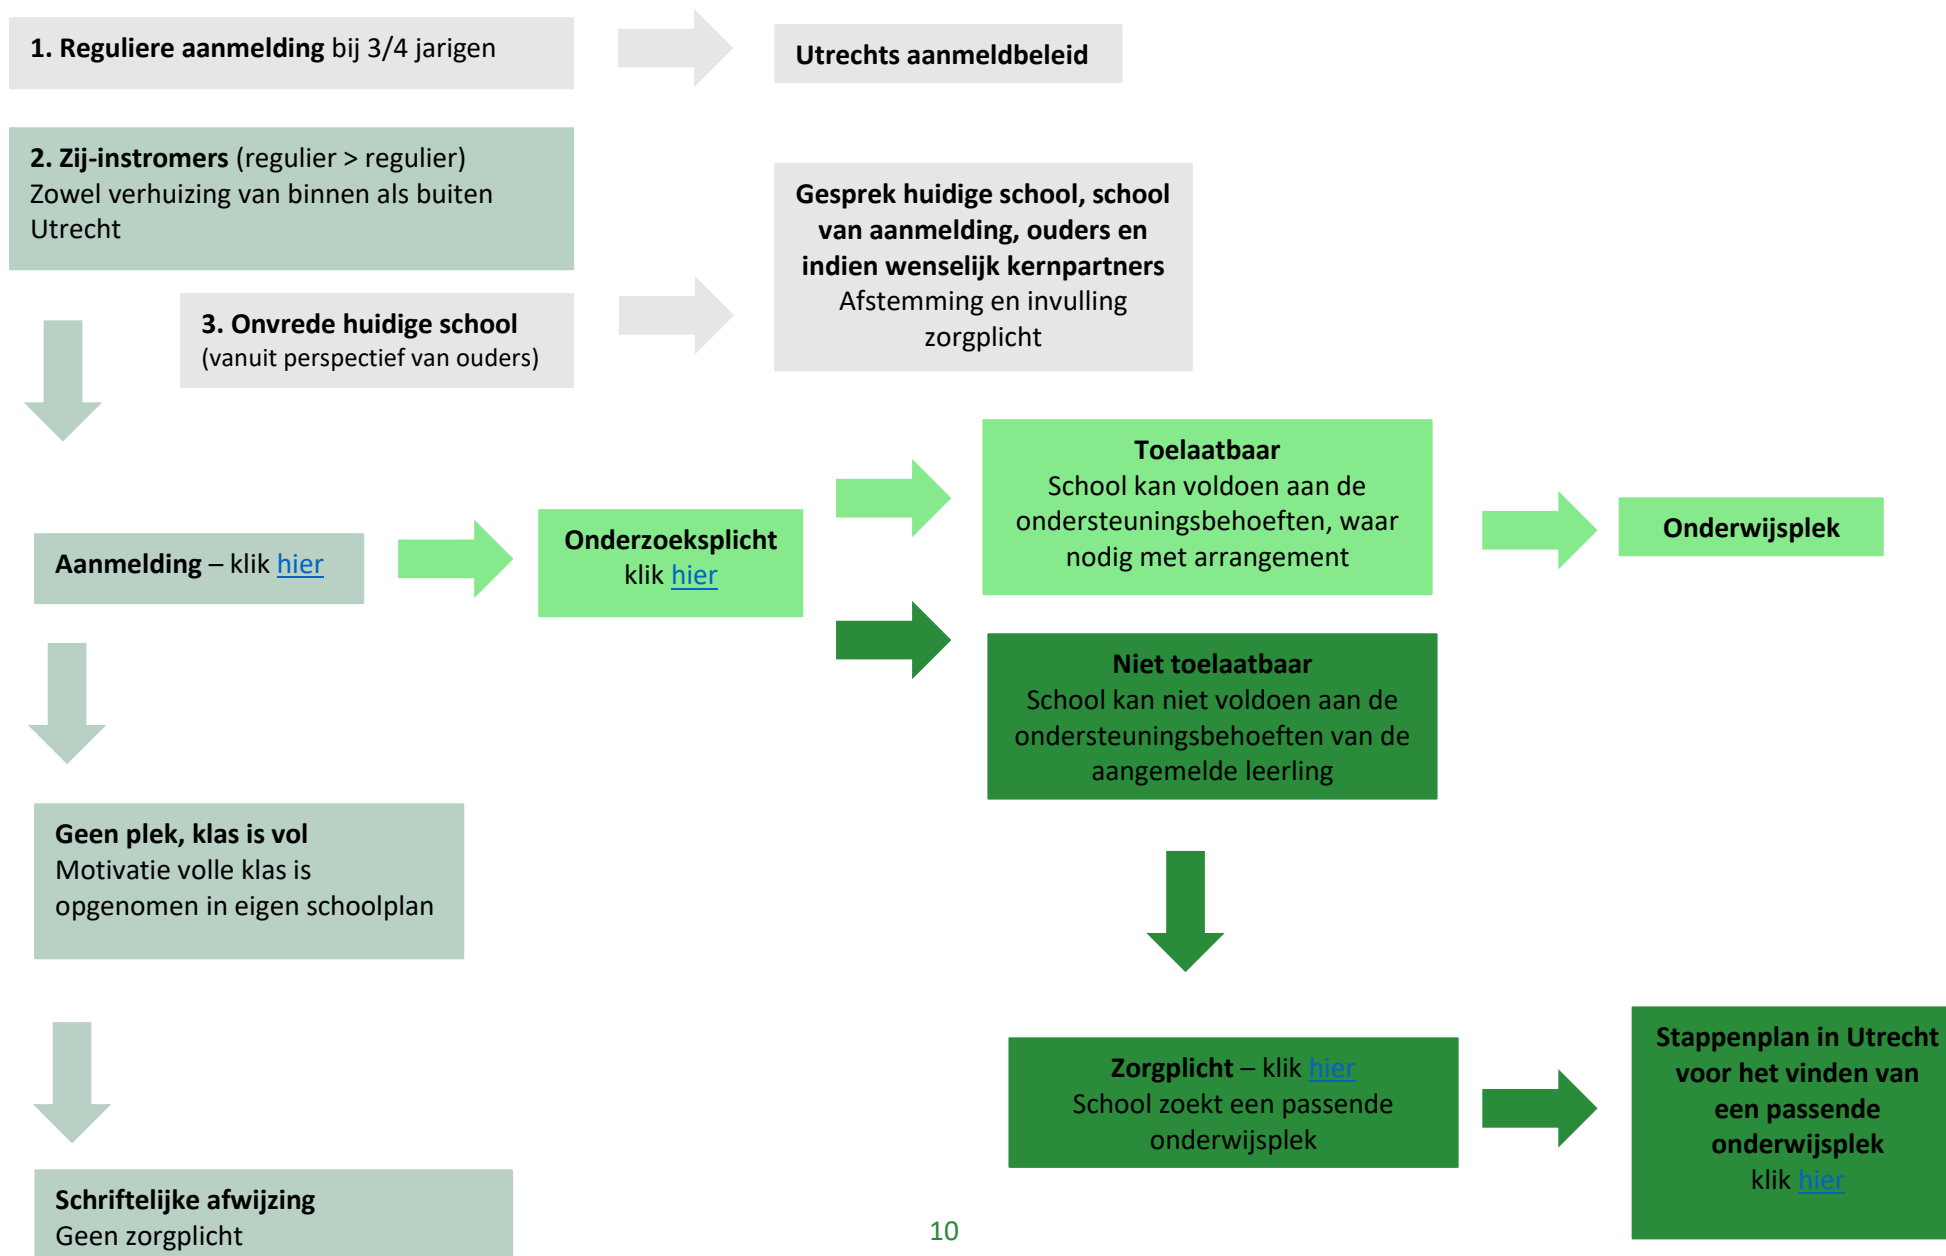 1. Reguliere aanmelding bij 3/4 jarigen
Utrechts aanmeldbeleid
2. Zij-instromers (regulier > regulier)
Zowel verhuizing van binnen als buiten
Utrecht
Gesprek huidige school, school
van aanmelding, ouders en
indien wenselijk kernpartners
Afstemming en invulling
zorgplicht
3. Onvrede huidige school
(vanuit perspectief van ouders)
Toelaatbaar
School kan voldoen aan de
ondersteuningsbehoeften, waar
nodig met arrangement
Onderwijsplek
Aanmelding – klik hier
Onderzoeksplicht
klik hier
Niet toelaatbaar
School kan niet voldoen aan de
ondersteuningsbehoeften van de
aangemelde leerling
Geen plek, klas is vol
Motivatie volle klas is
opgenomen in eigen schoolplan
Zorgplicht – klik hier
School zoekt een passende
onderwijsplek
Stappenplan in Utrecht
voor het vinden van
een passende
onderwijsplek
klik hier
Schriftelijke afwijzing
Geen zorgplicht
10